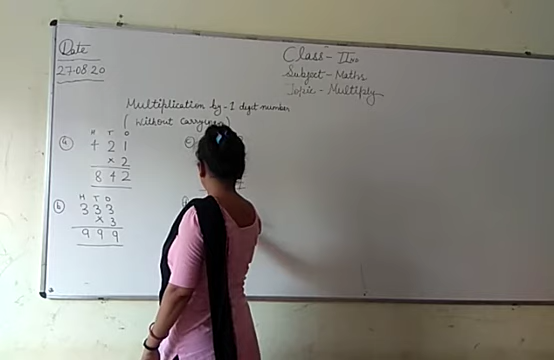 Class - IInd
Subject - Maths
Topic - Multiply
Date
27.08.20
Multiplication by - 1 digit number
( Without Carrying )
(a) H T O
4 2 1
× 2
8 4 2
(b) H T O
3 3 3
× 3
9 9 9
(c)